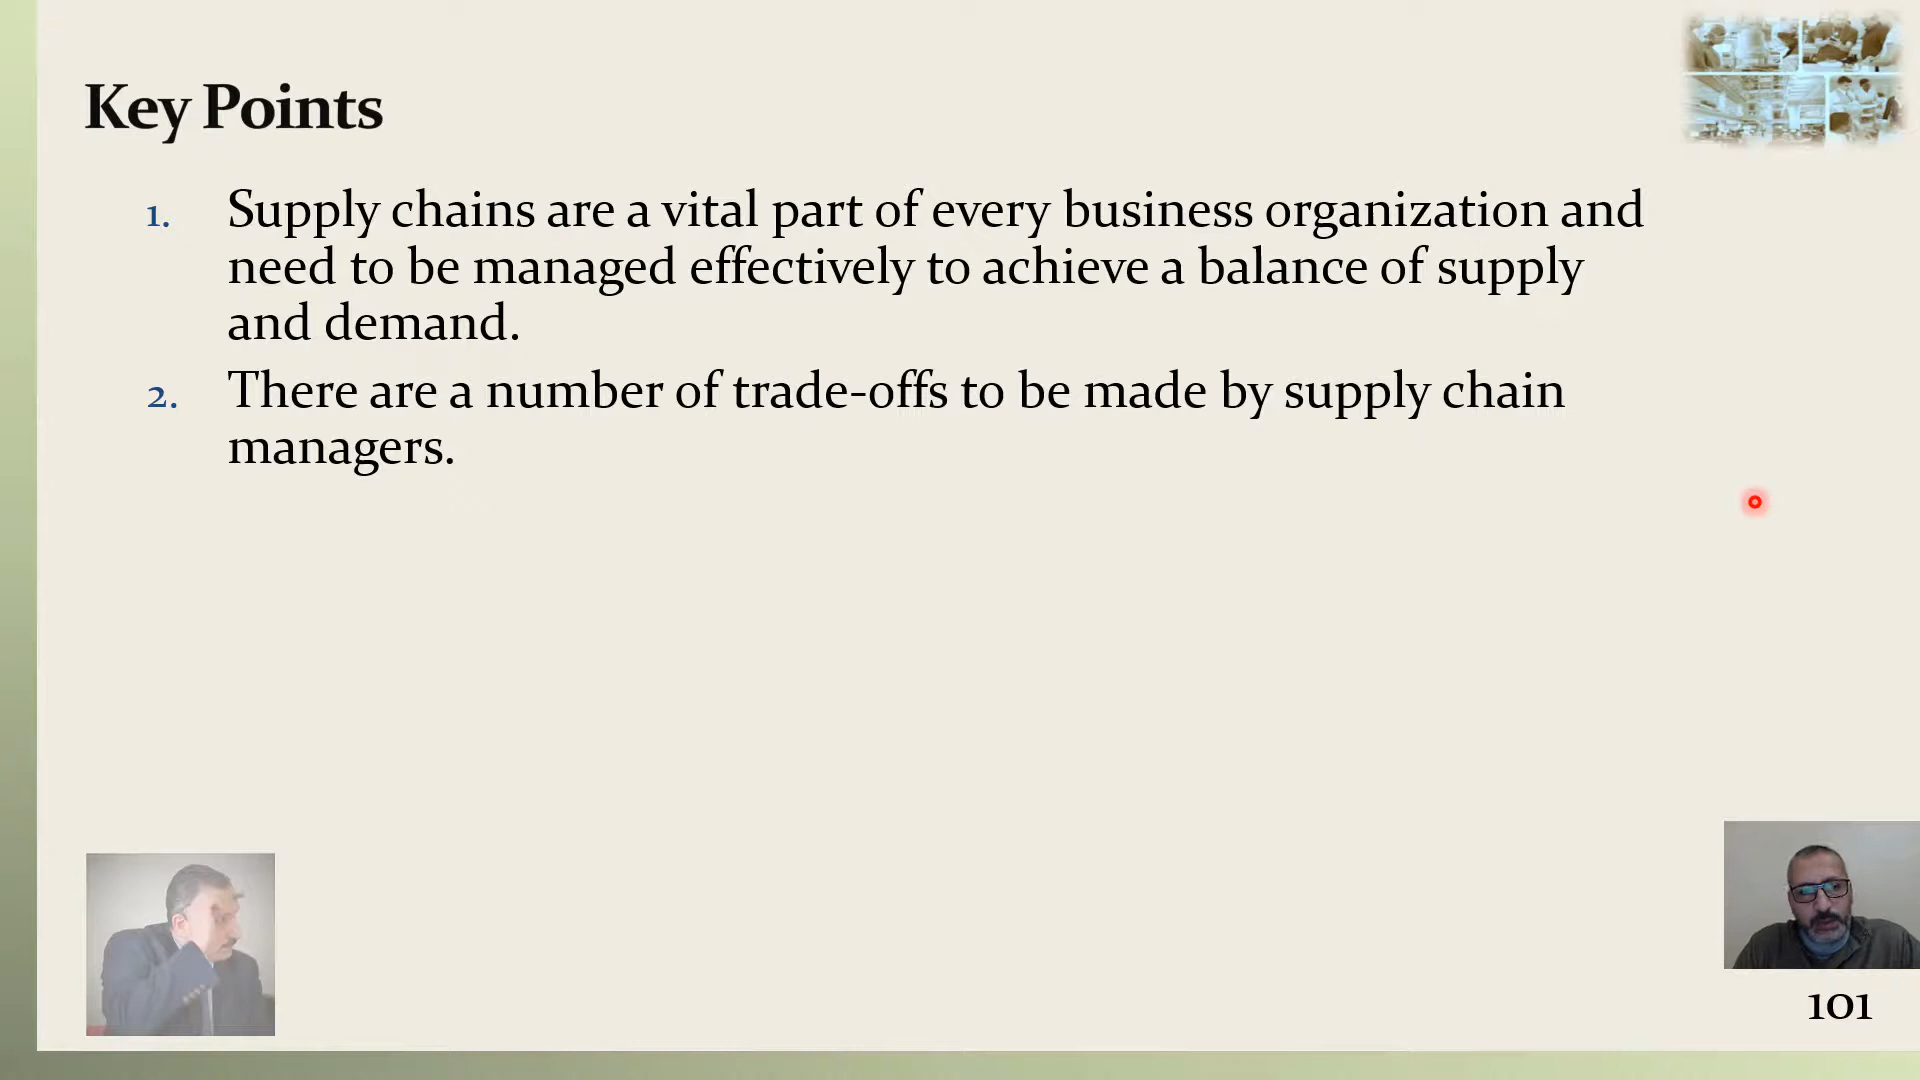 Key Points
1. Supply chains are a vital part of every business organization and
need to be managed effectively to achieve a balance of supply
and demand.
2. There are a number of trade-offs to be made by supply chain
managers.
101